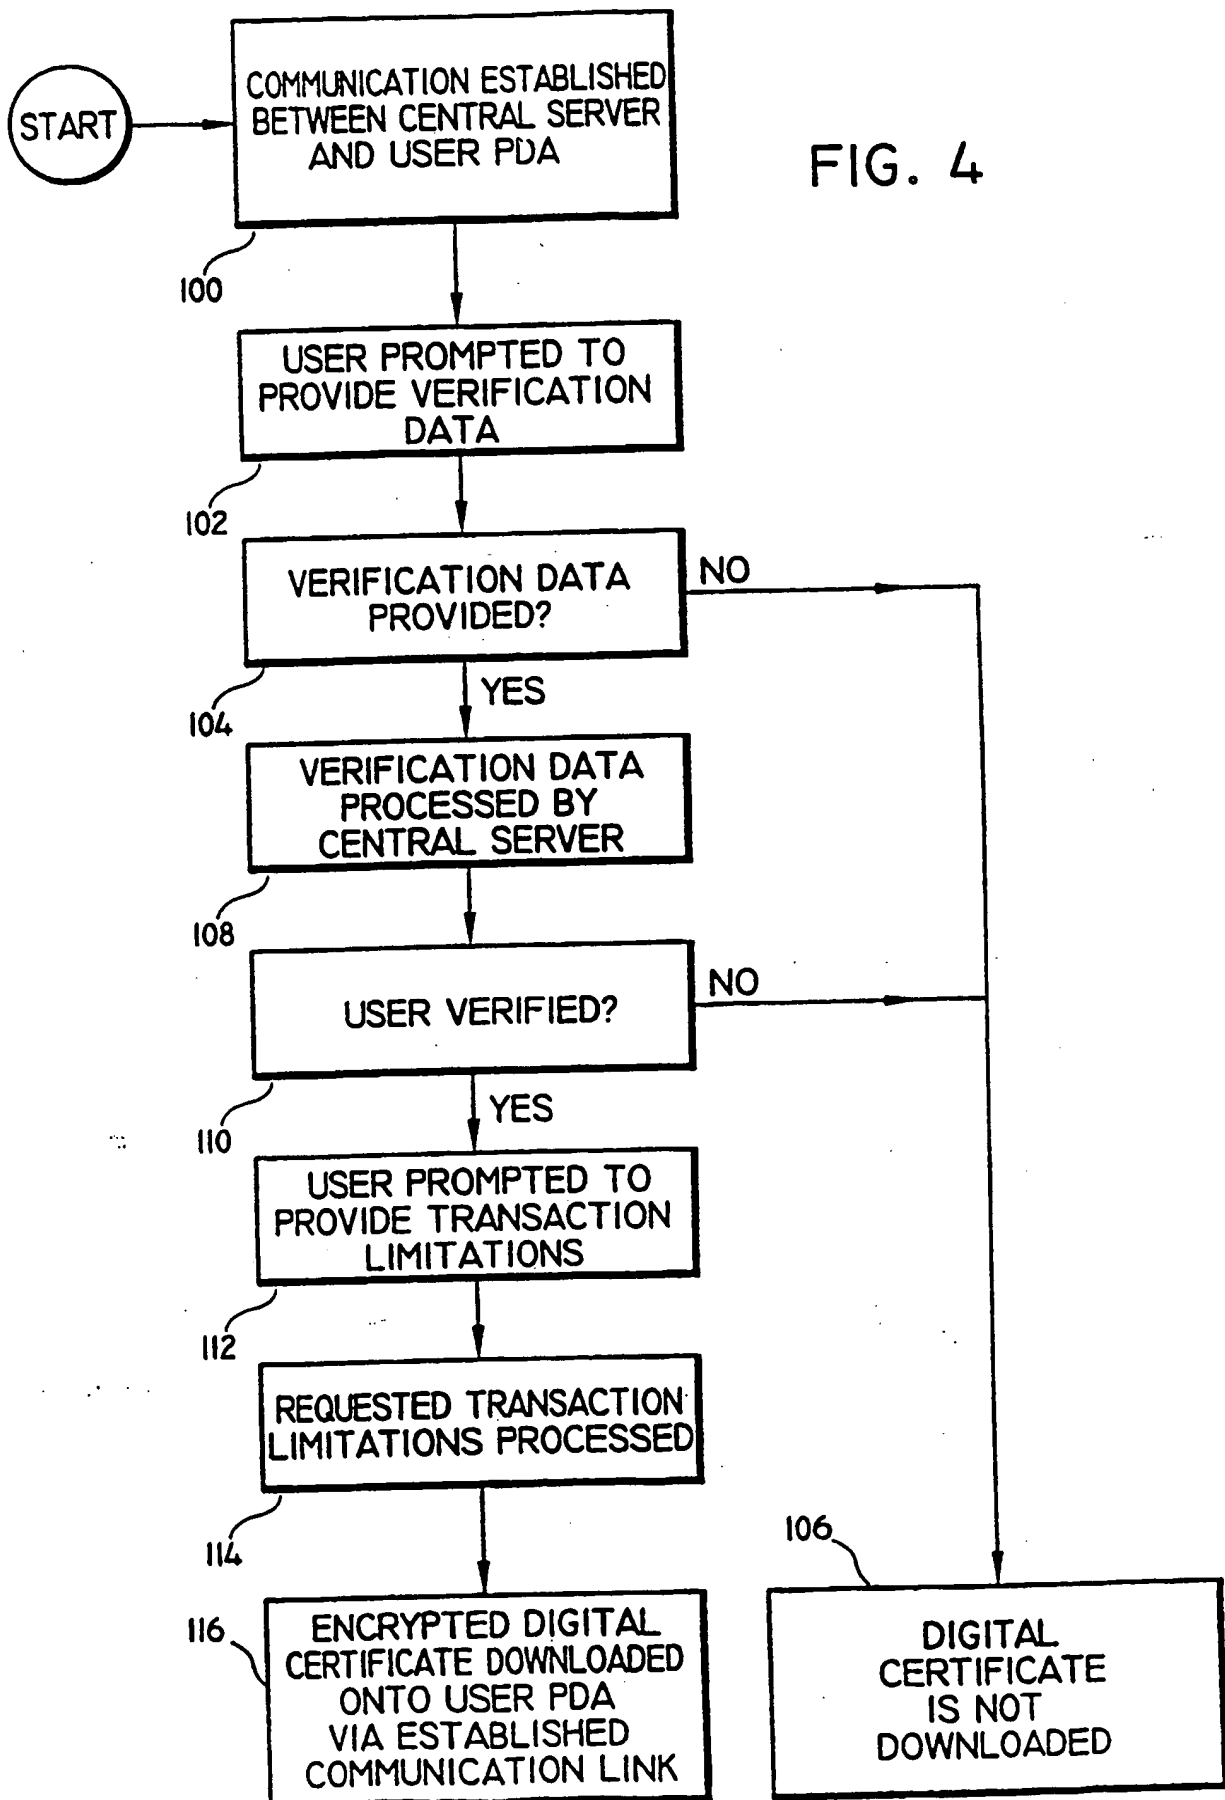 START
COMMUNICATION ESTABLISHED
BETWEEN CENTRAL SERVER
AND USER PDA
FIG. 4
100
USER PROMPTED TO
PROVIDE VERIFICATION
DATA
102
VERIFICATION DATA
PROVIDED?
NO
104
YES
VERIFICATION DATA
PROCESSED BY
CENTRAL SERVER
108
USER VERIFIED?
NO
110
YES
USER PROMPTED TO
PROVIDE TRANSACTION
LIMITATIONS
112
REQUESTED TRANSACTION
LIMITATIONS PROCESSED
114
106
116
ENCRYPTED DIGITAL
CERTIFICATE DOWNLOADED
ONTO USER PDA
VIA ESTABLISHED
COMMUNICATION LINK
DIGITAL
CERTIFICATE
IS NOT
DOWNLOADED